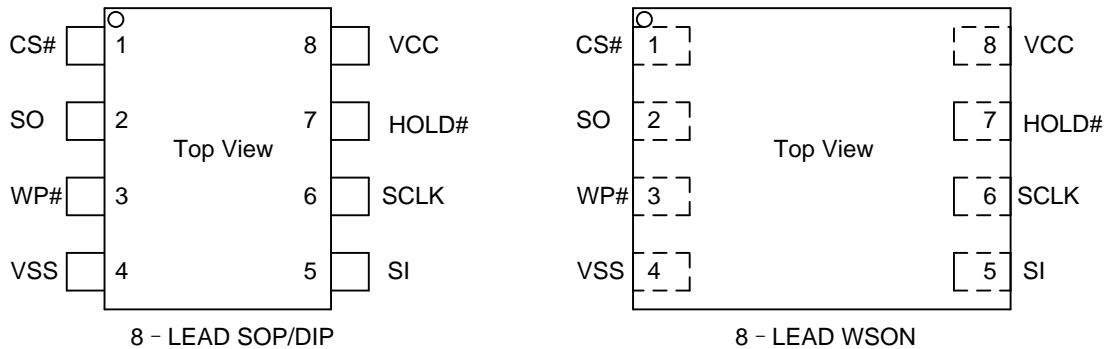 CS# 1 8 VCC
SO 2 7 HOLD#
Top View
WP# 3 6 SCLK
VSS 4 5 SI
8 – LEAD SOP/DIP
CS# 1 8 VCC
SO 2 7 HOLD#
Top View
WP# 3 6 SCLK
VSS 4 5 SI
8 – LEAD WSON